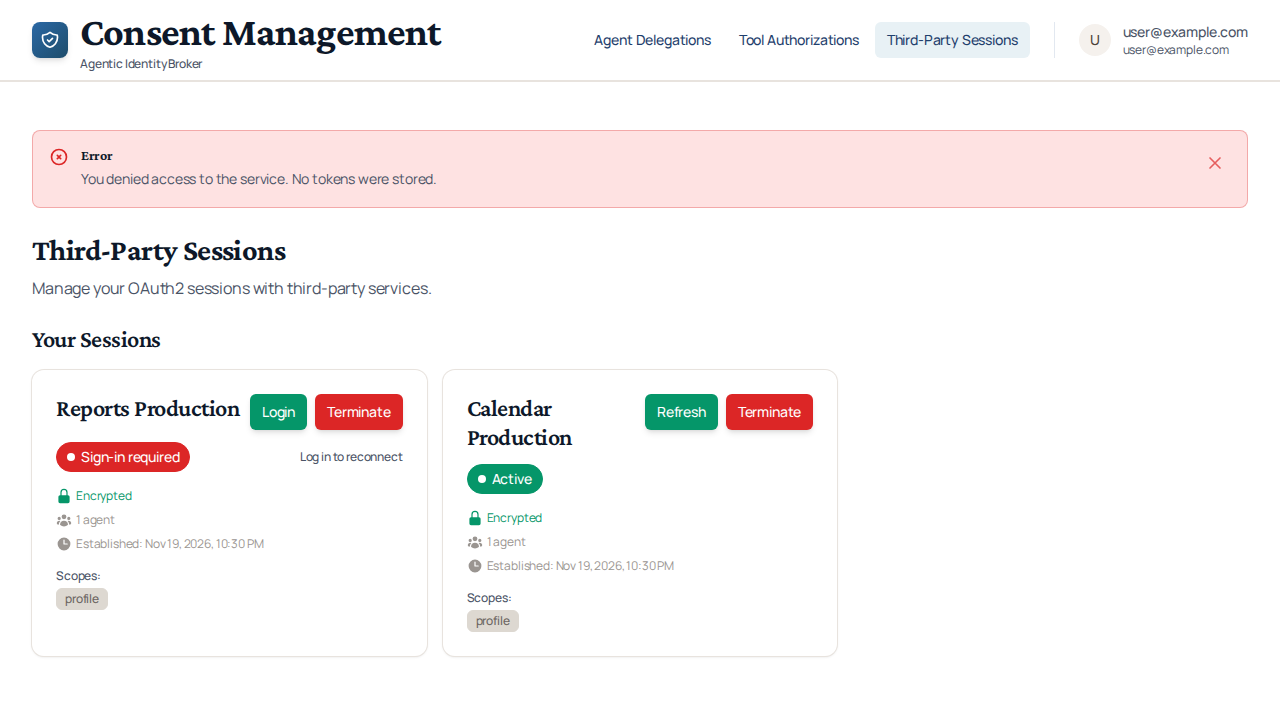 Consent Management
Agentic IdentityBroker
Agent Delegations
Tool Authorizations
Third-Party Sessions
U
user@example.com
user@example.com
Error
You denied access to the service. No tokens were stored.
Third-Party Sessions
Manage your OAuth2 sessions with third-party services.
Your Sessions
Reports Production
Login
Terminate
Sign-in required
Log in to reconnect
Encrypted
1 agent
Established: Nov 19, 2026, 10:30 PM
Scopes:
profile
Calendar
Production
Refresh
Terminate
Active
Encrypted
1 agent
Established: Nov 19, 2026, 10:30 PM
Scopes:
profile